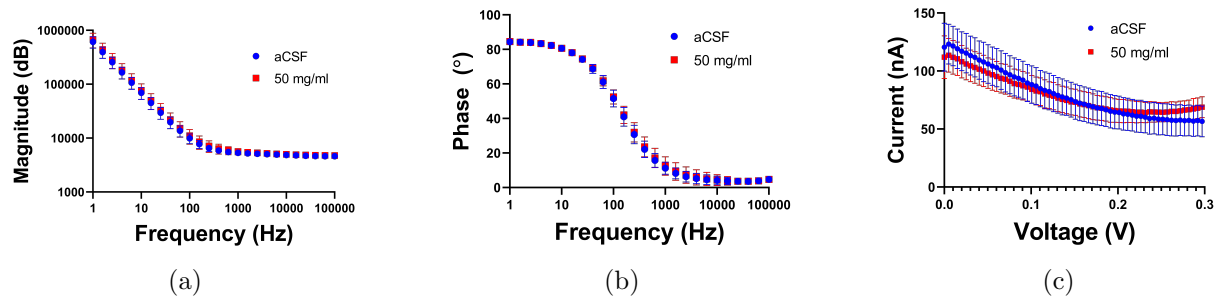 1000000
100000
10000
1000
Magnitude (dB)
aCSF
50 mg/ml
1 10 100 1000 10000 100000
Frequency (Hz)
(a)
100
80
60
40
20
0
Phase (°)
aCSF
50 mg/ml
1 10 100 1000 10000 100000
Frequency (Hz)
(b)
150
100
50
0
Current (nA)
aCSF
50 mg/ml
0.0 0.1 0.2 0.3
Voltage (V)
(c)